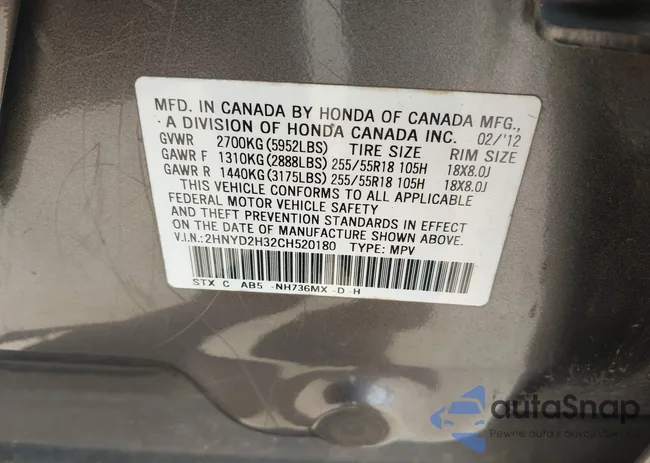 MFD. IN CANADA BY HONDA OF CANADA MFG.,
A DIVISION OF HONDA CANADA INC. 02/'12
GVWR 2700KG(5952LBS) TIRE SIZE RIM SIZE
GAWR F 1310KG(2888LBS) 255/55R18 105H 18X8.0J
GAWR R 1440KG(3175LBS) 255/55R18 105H 18X8.0J
THIS VEHICLE CONFORMS TO ALL APPLICABLE
FEDERAL MOTOR VEHICLE SAFETY
AND THEFT PREVENTION STANDARDS IN EFFECT
ON THE DATE OF MANUFACTURE SHOWN ABOVE.
V.I.N.:2HNYD2H32CH520180 TYPE: MPV
STX C AB5 -NH736MX -D -H
autaSnap
Pewne auta z